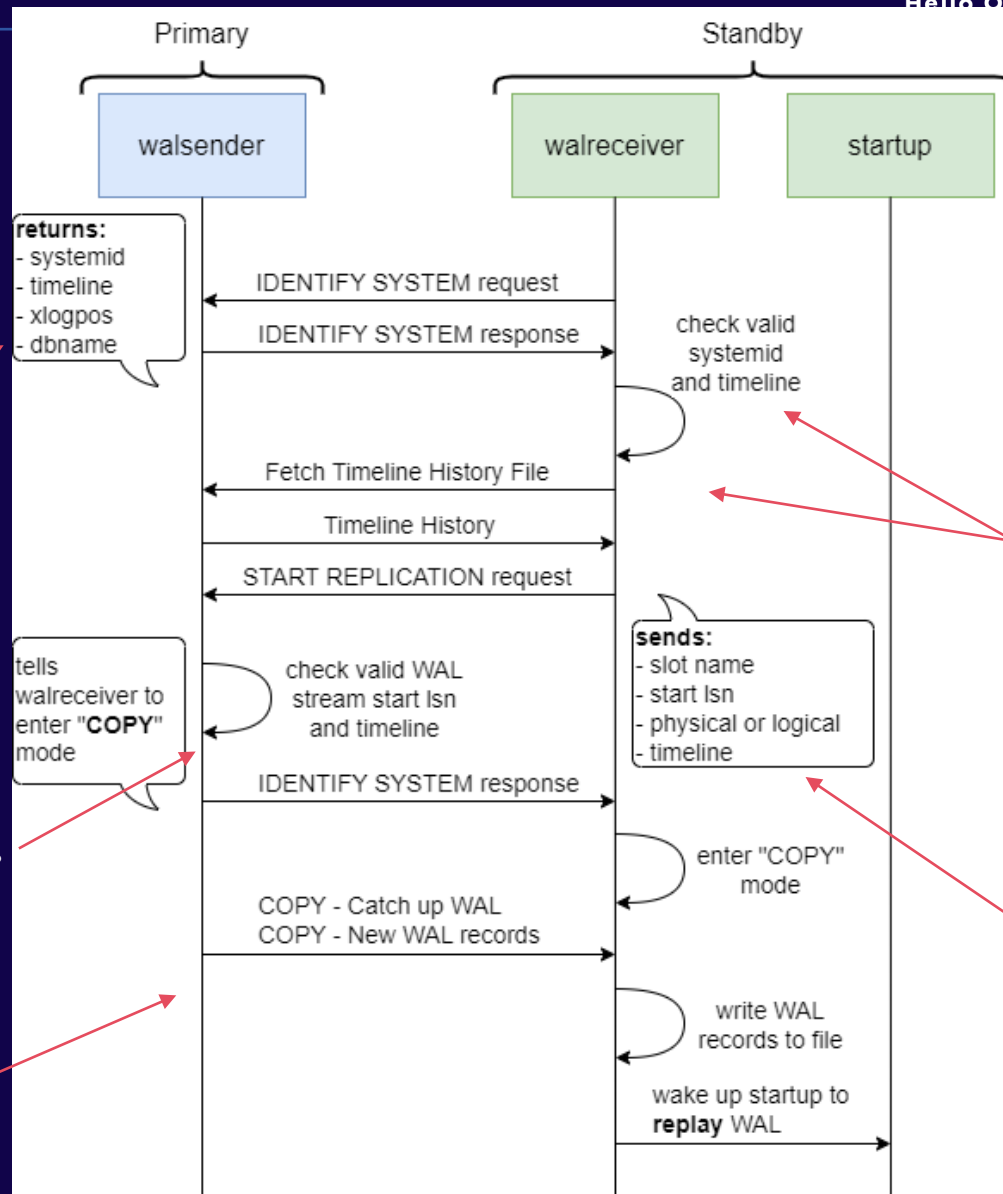 Hello O
Primary
Standby
walsender
walreceiver
startup
returns:
- systemid
- timeline
- xlogpos
- dbname
IDENTIFY SYSTEM request
IDENTIFY SYSTEM response
check valid
systemid
and timeline
Fetch Timeline History File
Timeline History
START REPLICATION request
sends:
- slot name
- start lsn
- physical or logical
- timeline
tells
walreceiver to
enter "COPY"
mode
check valid WAL
stream start lsn
and timeline
IDENTIFY SYSTEM response
enter "COPY"
mode
COPY - Catch up WAL
COPY - New WAL records
write WAL
records to file
wake up startup to
replay WAL